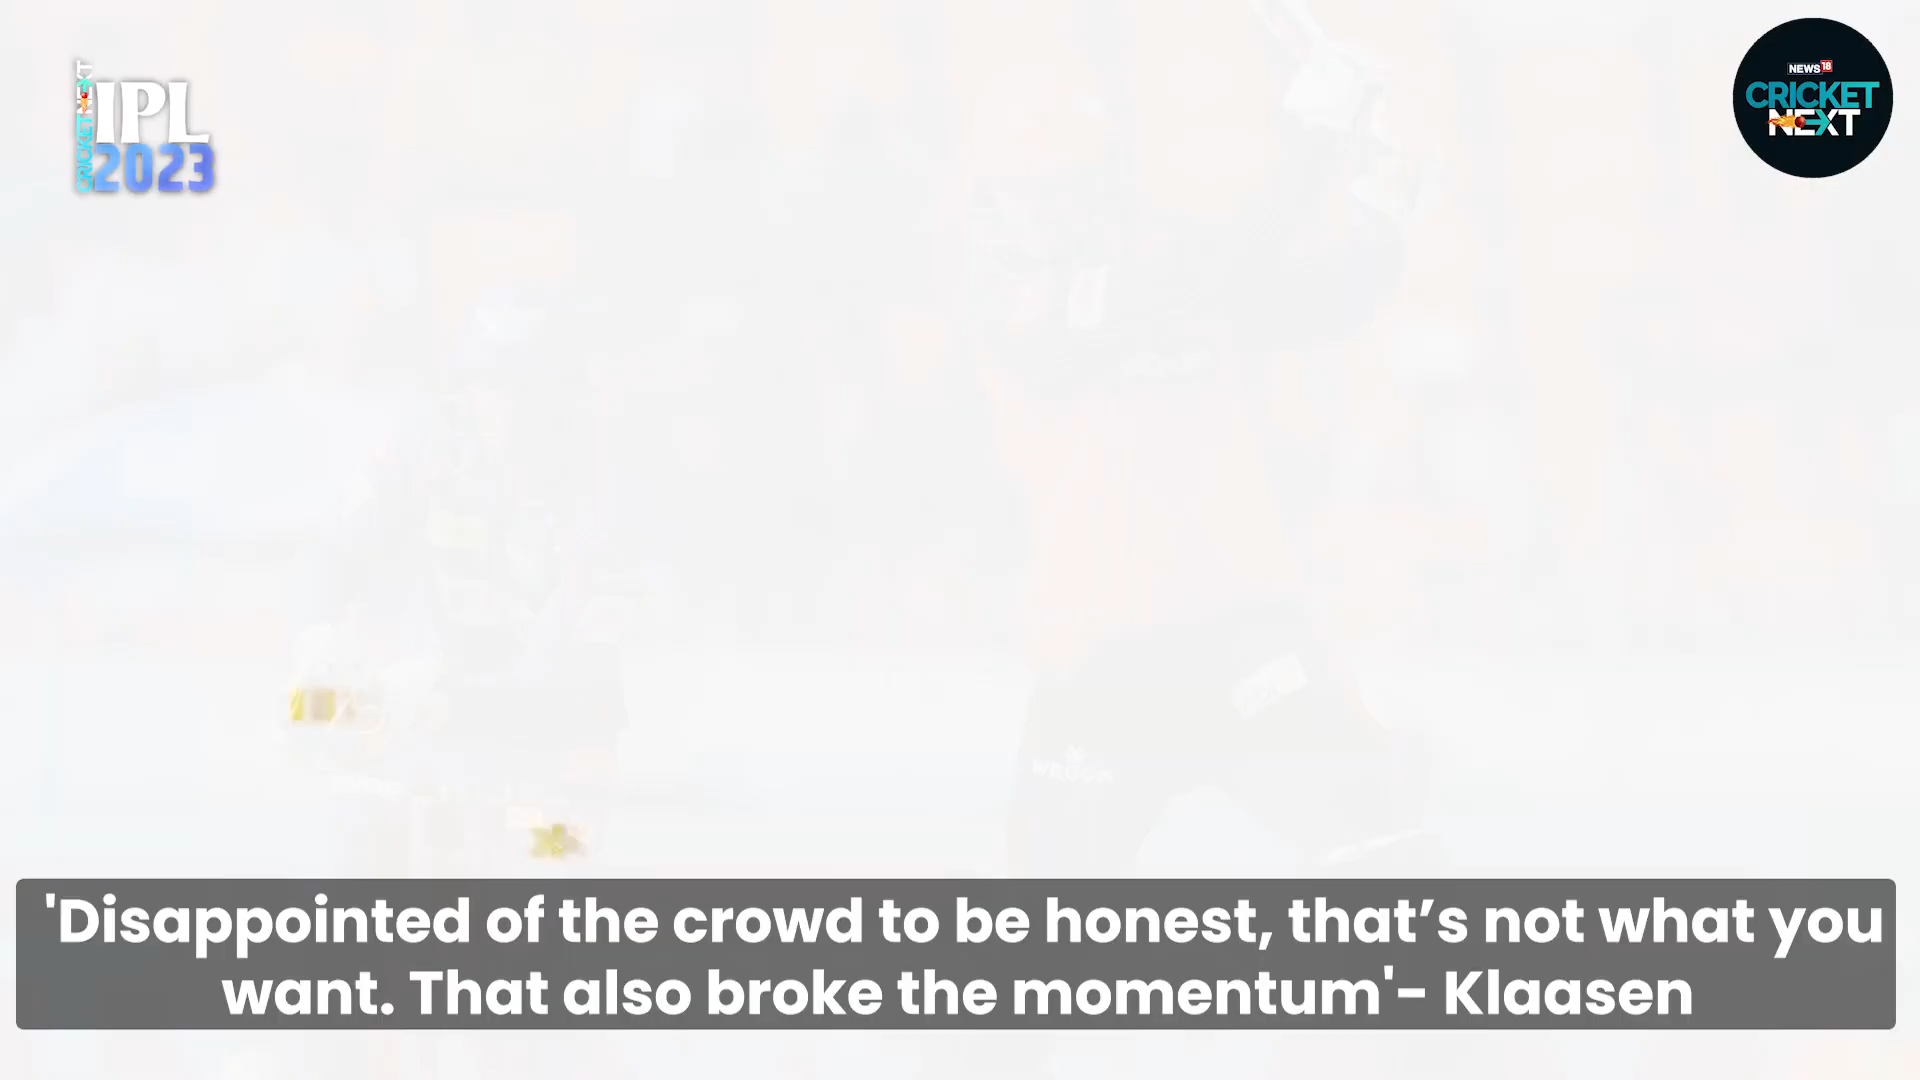 CRICKETNEXT
IPL
2023
NEWS18
CRICKET
NEXT
WROGN
'Disappointed of the crowd to be honest, that’s not what you
want. That also broke the momentum'- Klaasen